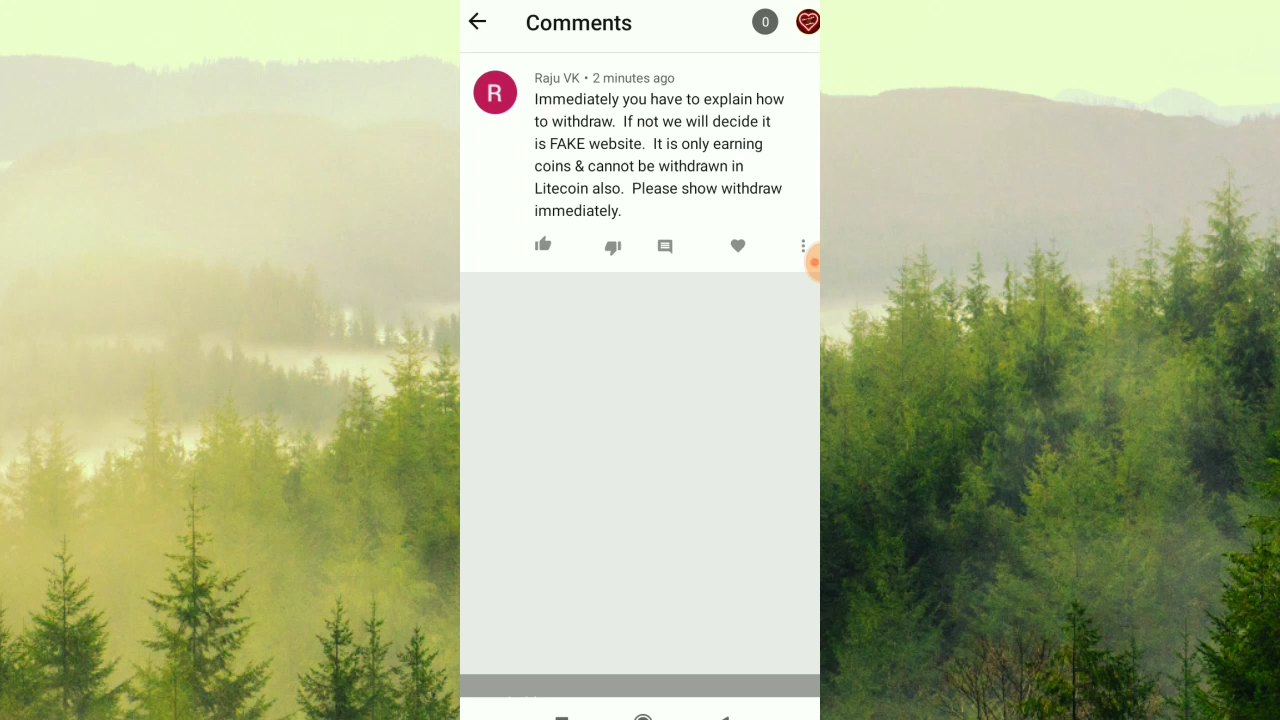 Comments
0
Raju VK • 2 minutes ago
Immediately you have to explain how
to withdraw.  If not we will decide it
is FAKE website.  It is only earning
coins & cannot be withdrawn in
Litecoin also.  Please show withdraw
immediately.